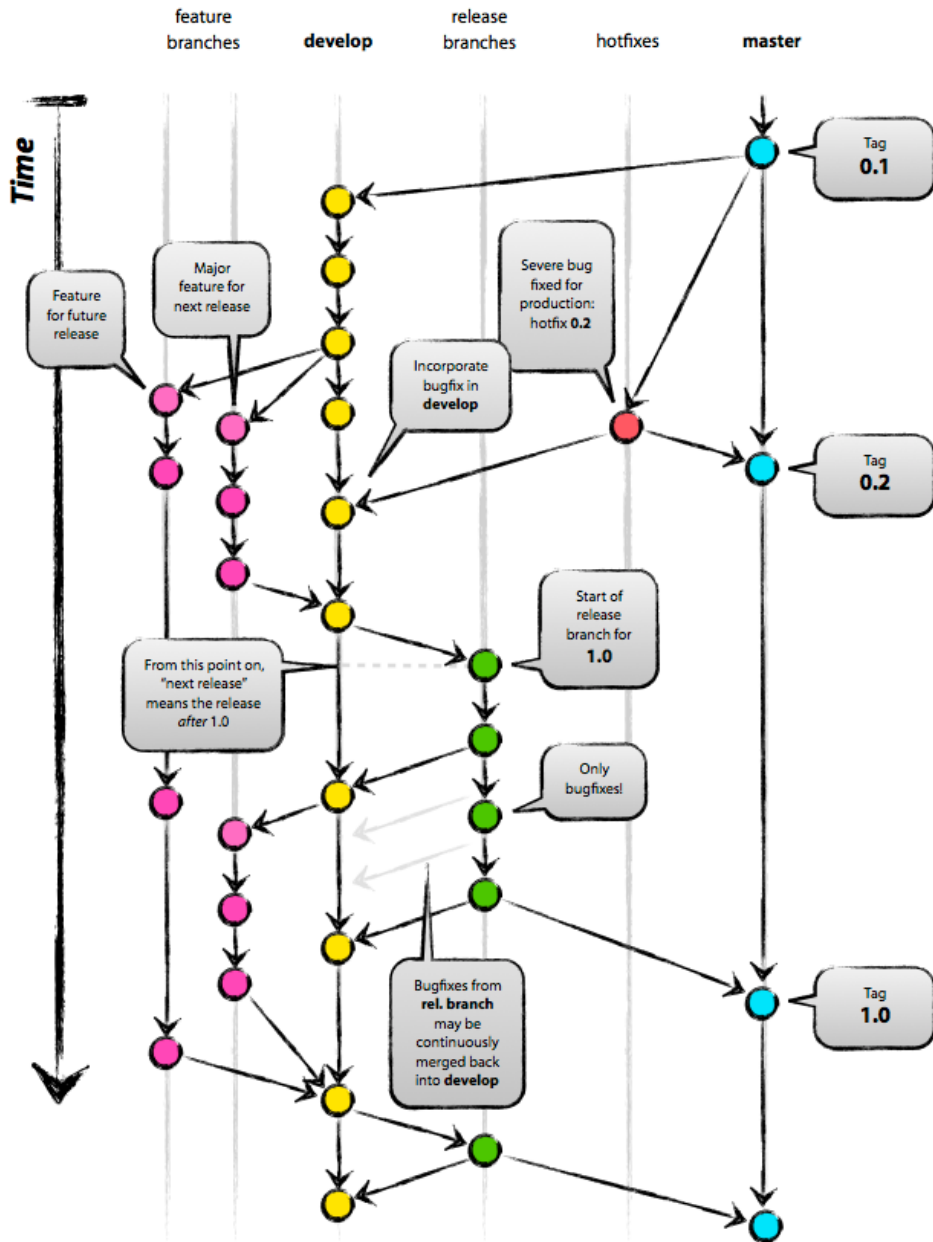 feature
branches
develop
release
branches
hotfixes
master
Time
Tag
0.1
Major
feature for
next release
Severe bug
fixed for
production:
hotfix 0.2
Feature
for future
release
Incorporate
bugfix in
develop
Tag
0.2
Start of
release
branch for
1.0
From this point on,
“next release”
means the release
after 1.0
Only
bugfixes!
Bugfixes from
rel. branch
may be
continuously
merged back
into develop
Tag
1.0